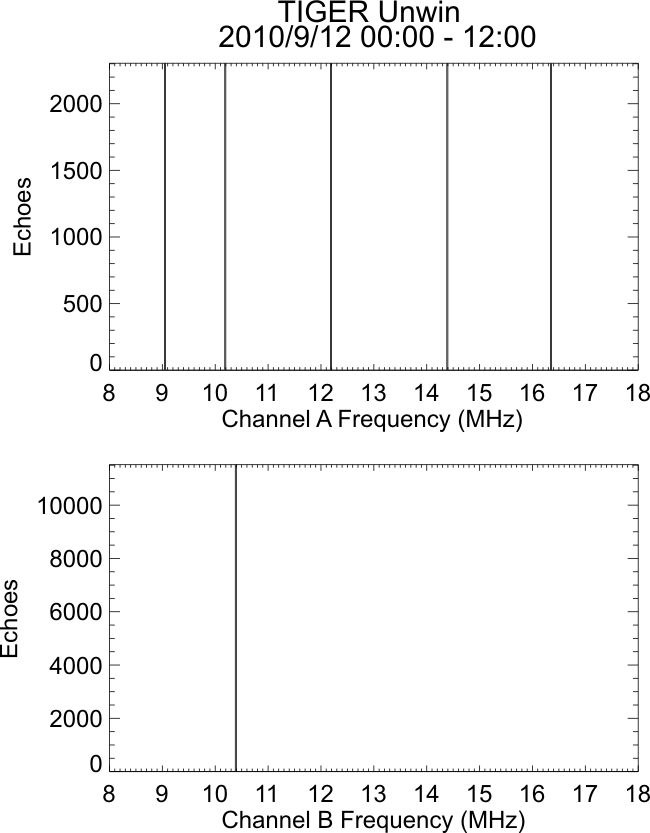 TIGER Unwin
2010/9/12 00:00 - 12:00
2000
1500
1000
500
0
Echoes
8 9 10 11 12 13 14 15 16 17 18
Channel A Frequency (MHz)
10000
8000
6000
4000
2000
0
Echoes
8 9 10 11 12 13 14 15 16 17 18
Channel B Frequency (MHz)